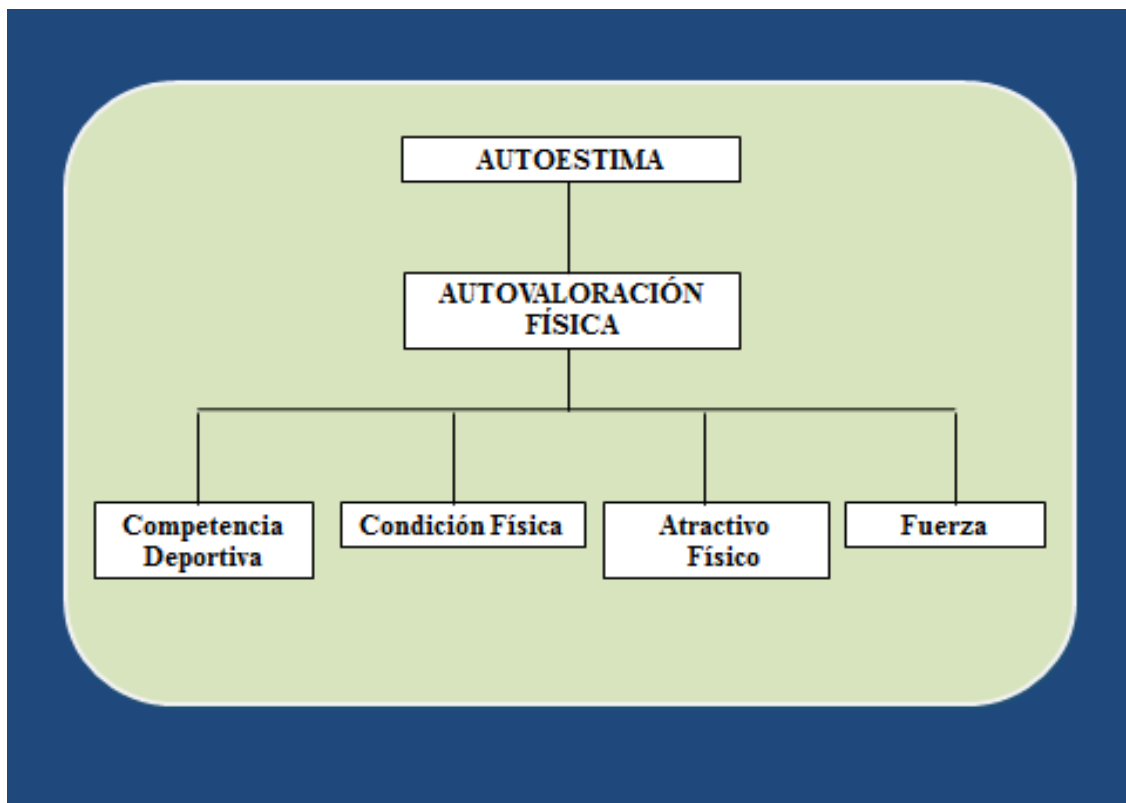 AUTOESTIMA
AUTOVALORACIÓN
FÍSICA
Competencia
Deportiva
Condición Física
Atractivo
Físico
Fuerza